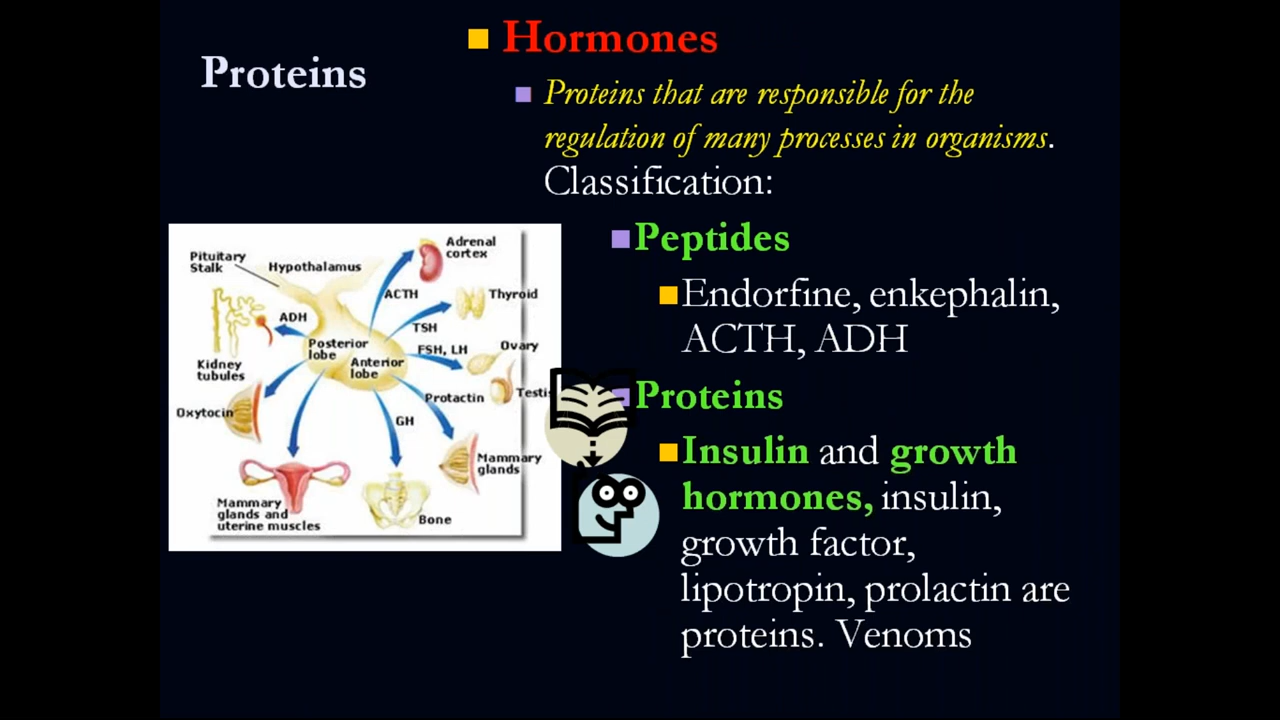 Proteins
Hormones
Proteins that are responsible for the
regulation of many processes in organisms.
Classification:
Peptides
Endorfine, enkephalin,
ACTH, ADH
Proteins
Insulin and growth
hormones, insulin,
growth factor,
lipotropin, prolactin are
proteins. Venoms
Pituitary
Stalk
Hypothalamus
Adrenal
cortex
ACTH
Thyroid
ADH
TSH
Posterior
lobe
FSH, LH
Ovary
Anterior
lobe
Kidney
tubules
Protactin
Testis
Oxytocin
GH
Mammary
glands
Mammary
glands and
uterine muscles
Bone